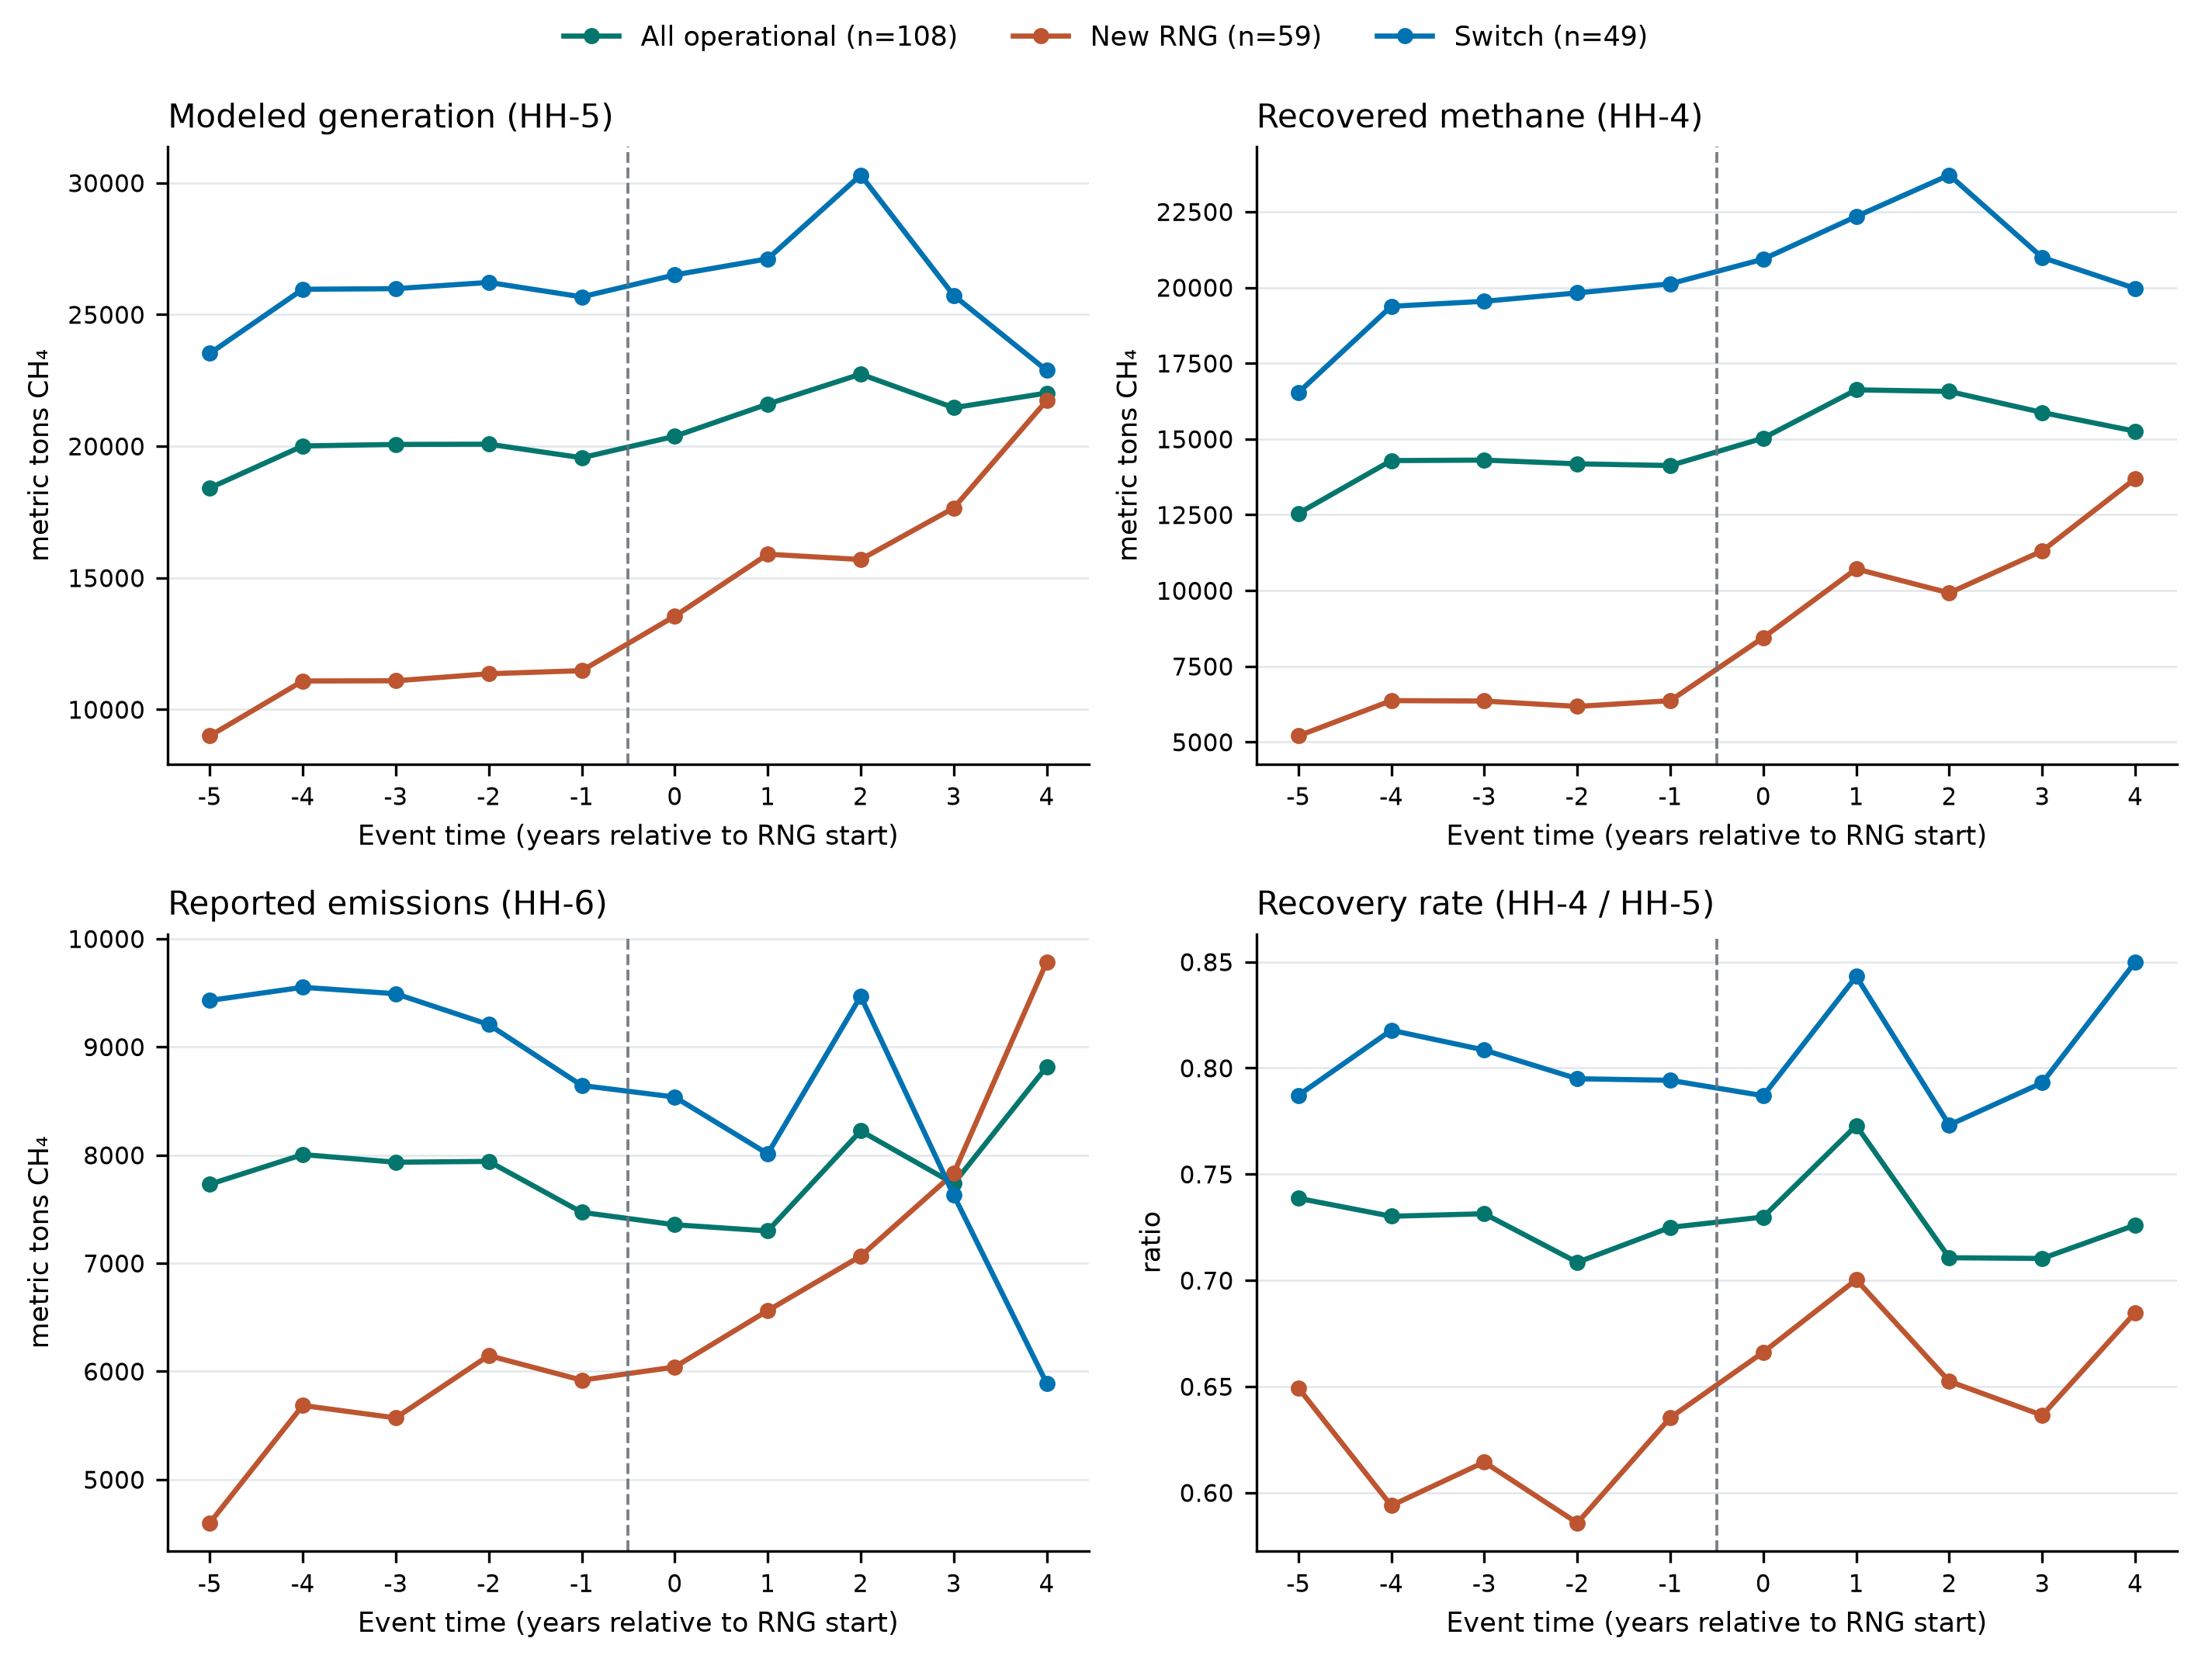 All operational (n=108) New RNG (n=59) Switch (n=49)
Modeled generation (HH-5)
metric tons CH₄
30000
25000
20000
15000
10000
-5 -4 -3 -2 -1 0 1 2 3 4
Event time (years relative to RNG start)
Recovered methane (HH-4)
metric tons CH₄
22500
20000
17500
15000
12500
10000
7500
5000
-5 -4 -3 -2 -1 0 1 2 3 4
Event time (years relative to RNG start)
Reported emissions (HH-6)
metric tons CH₄
10000
9000
8000
7000
6000
5000
-5 -4 -3 -2 -1 0 1 2 3 4
Event time (years relative to RNG start)
Recovery rate (HH-4 / HH-5)
ratio
0.85
0.80
0.75
0.70
0.65
0.60
-5 -4 -3 -2 -1 0 1 2 3 4
Event time (years relative to RNG start)